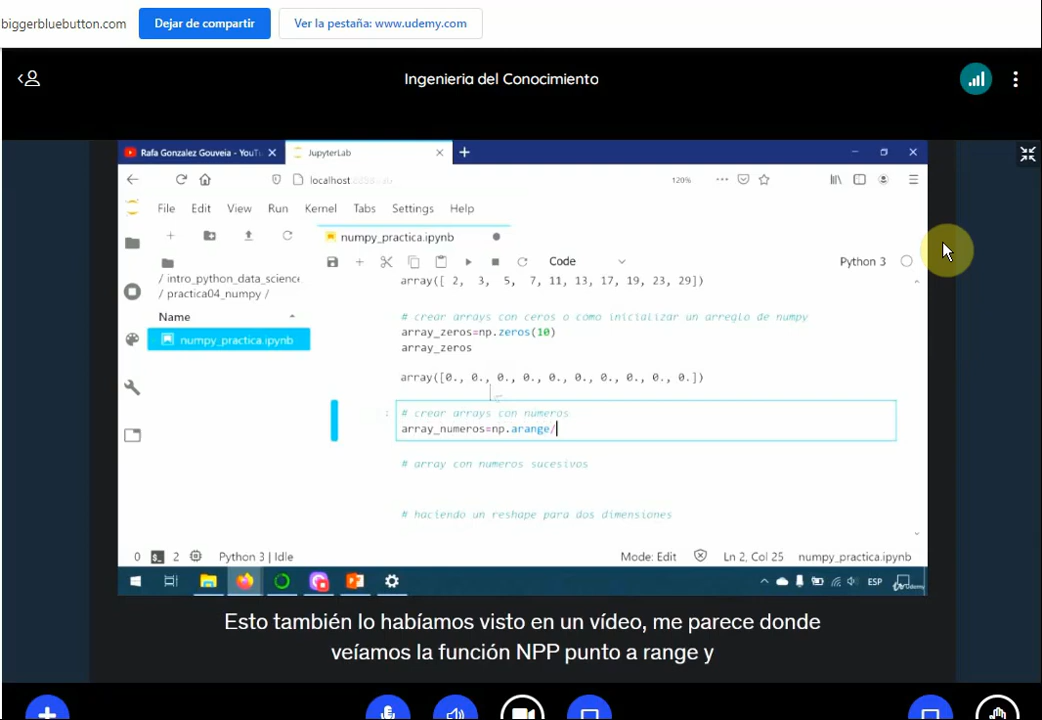 biggerbluebutton.com
Dejar de compartir
Ver la pestaña: www.udemy.com
Ingenieria del Conocimiento
Rafa Gonzalez Gouveia - YouTu
JupyterLab
localhost
120%
File Edit View Run Kernel Tabs Settings Help
numpy_practica.ipynb
Code
Python 3
/ intro_python_data_science
/ practica04_numpy /
Name
numpy_practica.ipynb
array([ 2, 3, 5, 7, 11, 13, 17, 19, 23, 29])
# crear arrays con ceros o como inicializar un arreglo de numpy
array_zeros=np.zeros(10)
array_zeros
array([0., 0., 0., 0., 0., 0., 0., 0., 0., 0.])
# crear arrays con numeros
array_numeros=np.arange/
# array con numeros sucesivos
# haciendo un reshape para dos dimensiones
0 2 Python 3 | Idle
Mode: Edit
Ln 2, Col 25
numpy_practica.ipynb
ESP
Udemy
Esto también lo habíamos visto en un vídeo, me parece donde
veíamos la función NPP punto a range y